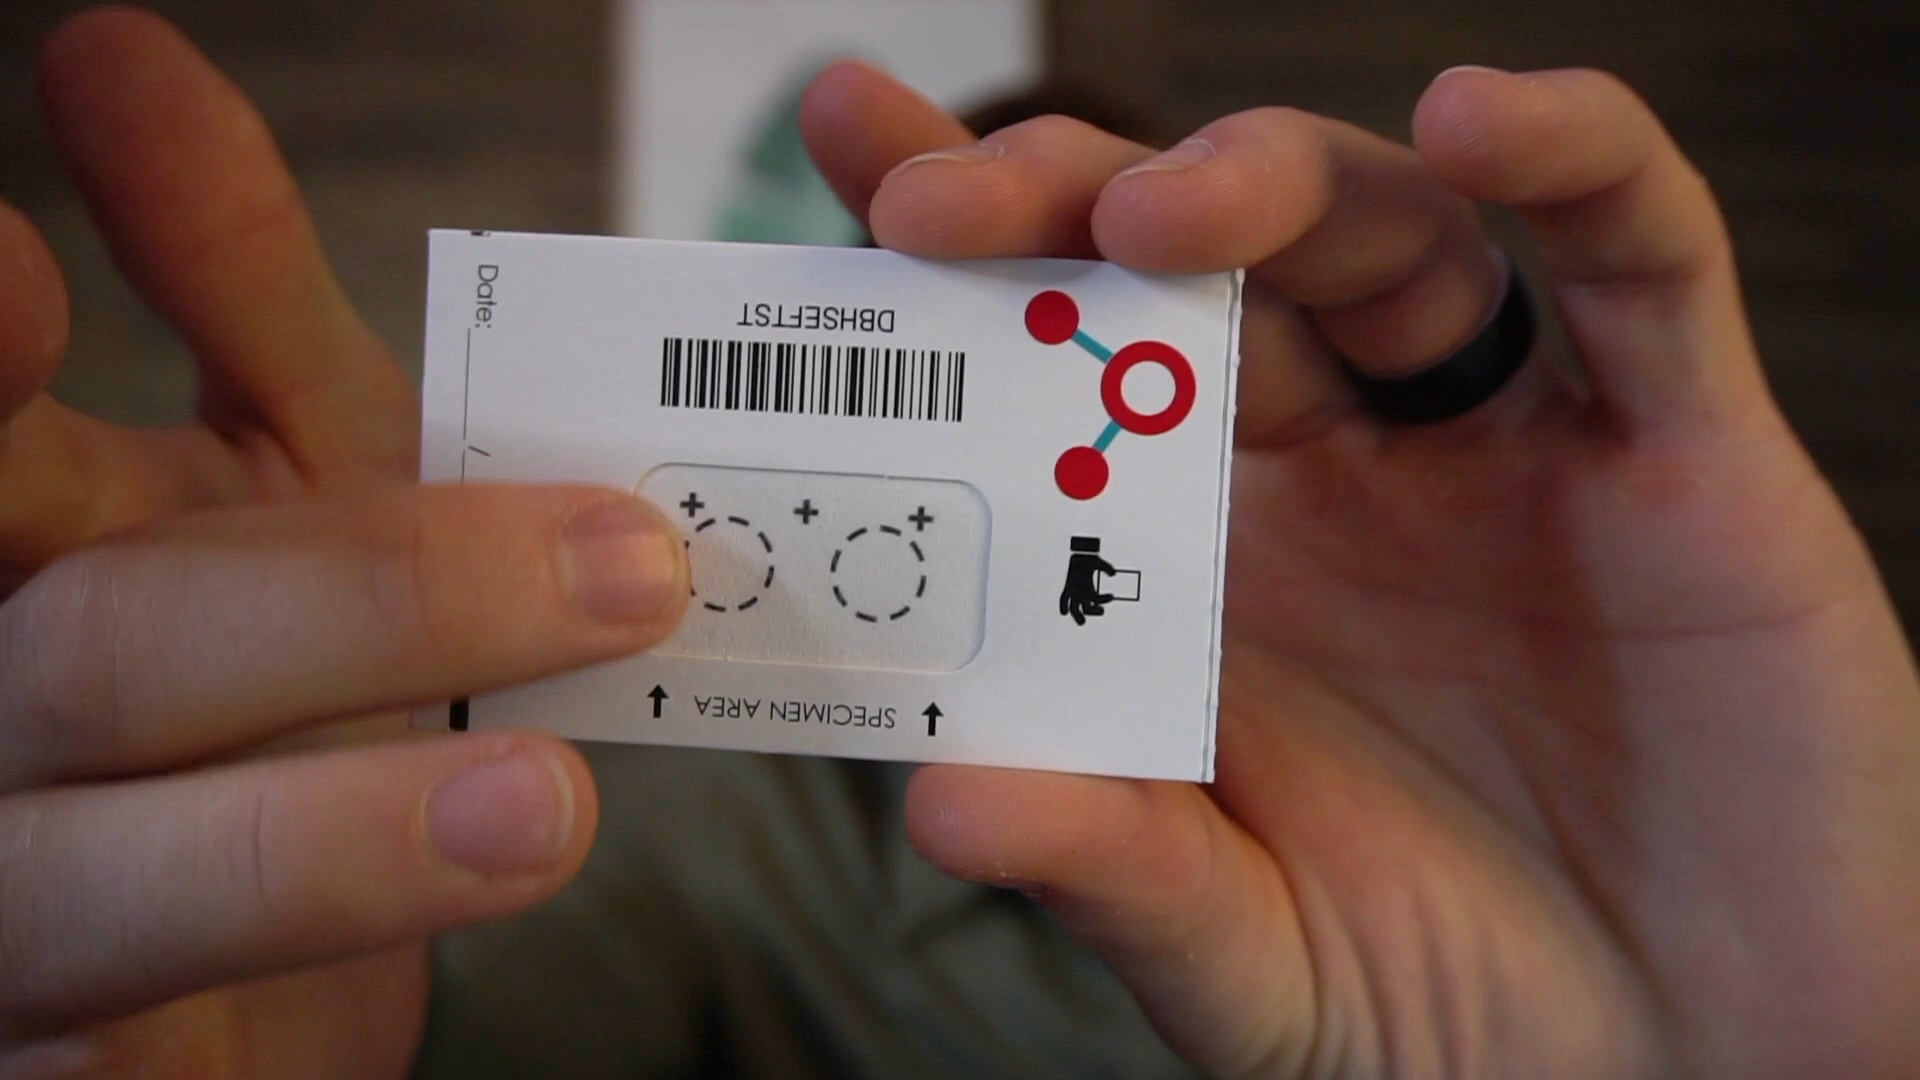 Date: /
DBHSEFTST
+ + +
SPECIMEN AREA